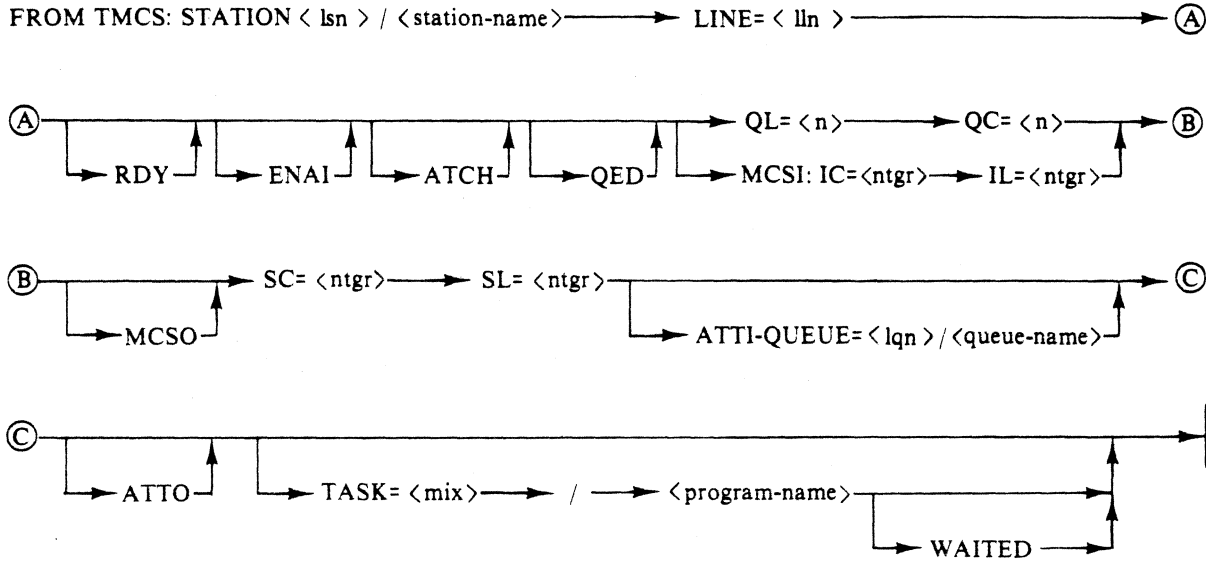 FROM TMCS: STATION < lsn > / <station-name> LINE= < lln > A
A QL= <n> QC= <n> B
RDY ENAI ATCH QED MCSI: IC=<ntgr> IL=<ntgr>
B SC= <ntgr> SL= <ntgr> C
MCSO ATTI-QUEUE=<lqn> / <queue-name>
C
ATTO TASK= <mix> / <program-name>
WAITED